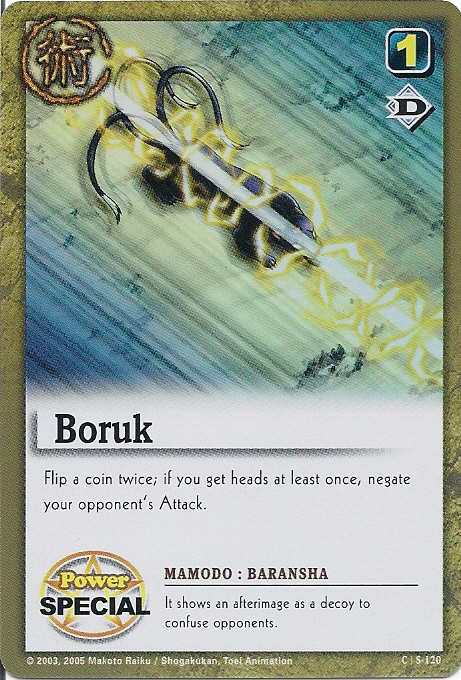 術
1
D
Boruk
Flip a coin twice; if you get heads at least once, negate
your opponent's Attack.
Power
SPECIAL
MAMODO : BARANSHA
It shows an afterimage as a decoy to
confuse opponents.
© 2003, 2005 Makoto Raiku / Shogakukan, Toei Animation
C | S-120